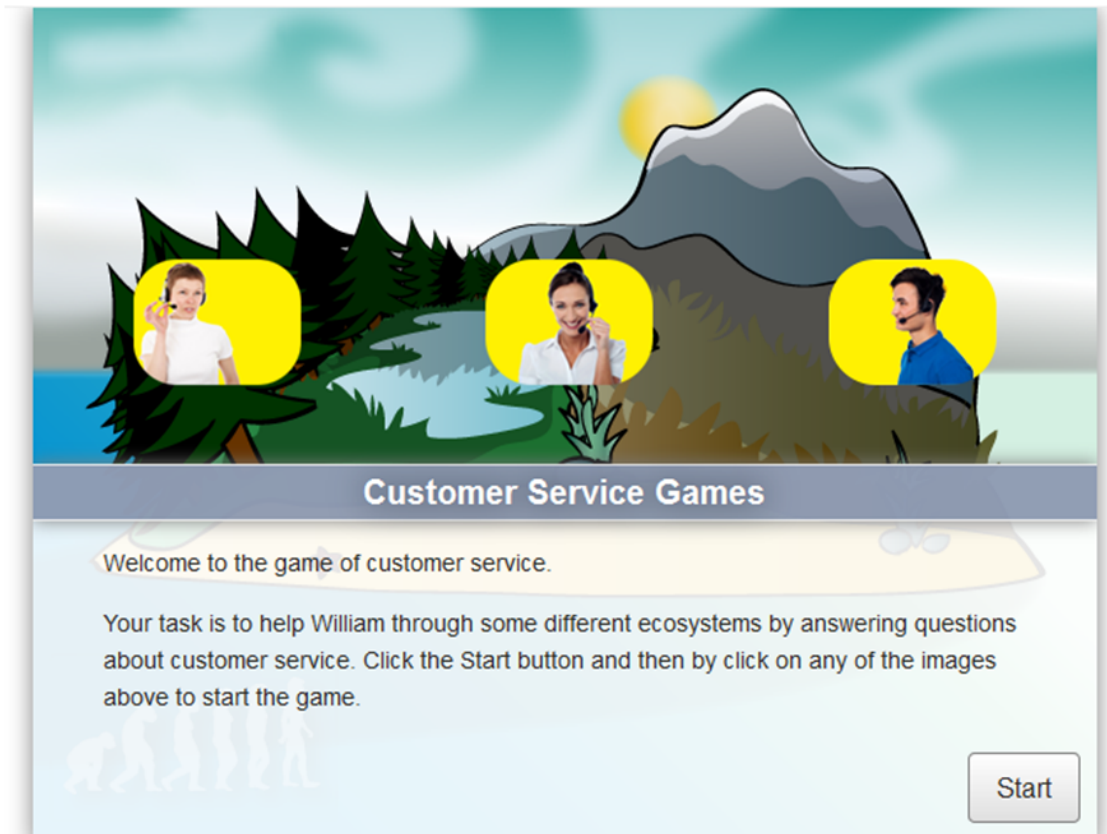 Customer Service Games
Welcome to the game of customer service.
Your task is to help William through some different ecosystems by answering questions
about customer service. Click the Start button and then by click on any of the images
above to start the game.
Start